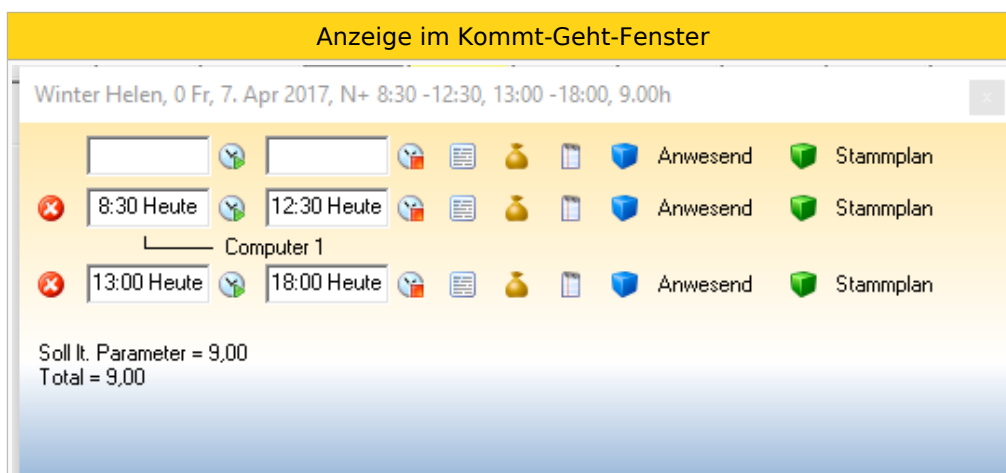 Anzeige im Kommt-Geht-Fenster
Winter Helen, 0 Fr, 7. Apr 2017, N+ 8:30 -12:30, 13:00 -18:00, 9.00h
x
Anwesend Stammplan
8:30 Heute 12:30 Heute Anwesend Stammplan
Computer 1
13:00 Heute 18:00 Heute Anwesend Stammplan
Soll lt. Parameter = 9,00
Total = 9,00